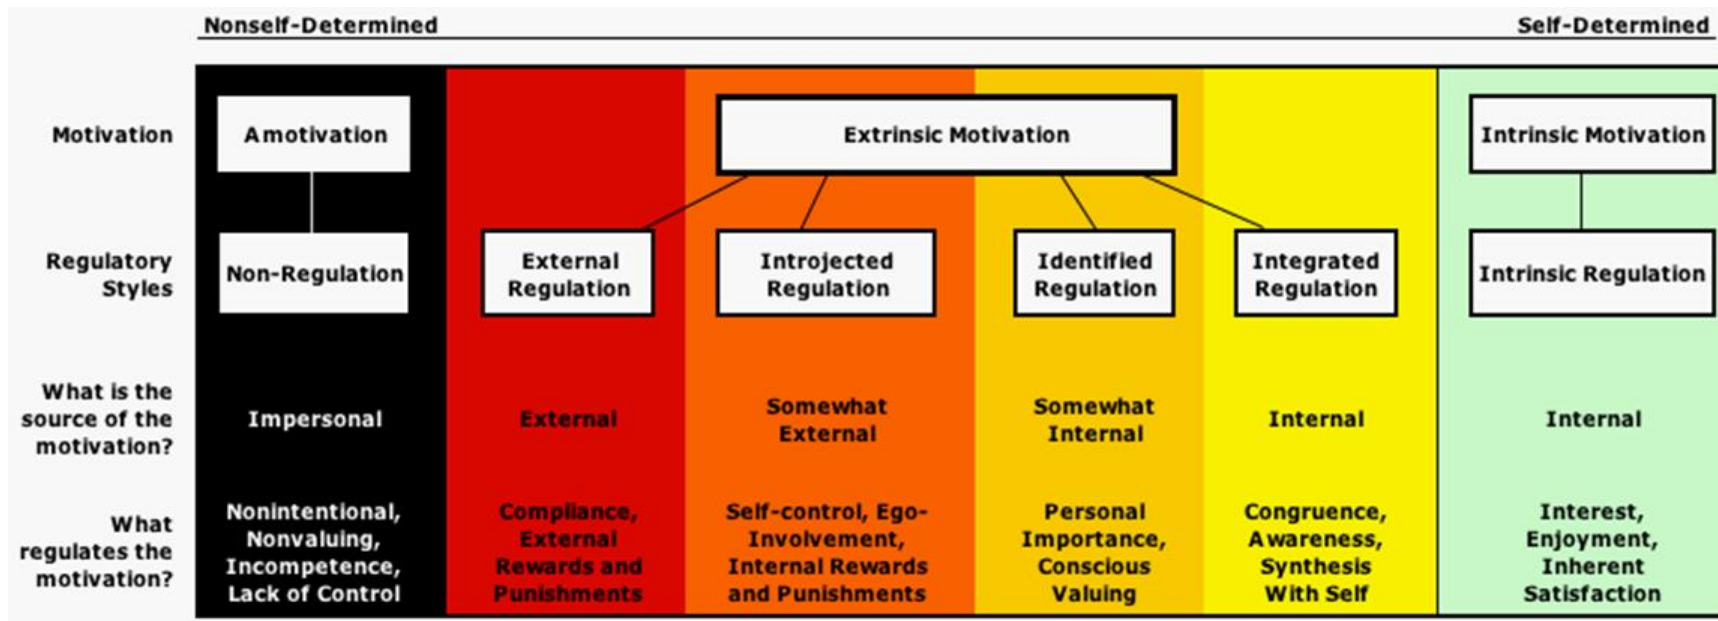 Nonself-Determined
Self-Determined
Motivation
Amotivation
Extrinsic Motivation
Intrinsic Motivation
Regulatory
Styles
Non-Regulation
External
Regulation
Introjected
Regulation
Identified
Regulation
Integrated
Regulation
Intrinsic Regulation
What is the
source of the
motivation?
Impersonal
External
Somewhat
External
Somewhat
Internal
Internal
Internal
What
regulates the
motivation?
Nonintentional,
Nonvaluing,
Incompetence,
Lack of Control
Compliance,
External
Rewards and
Punishments
Self-control, Ego-
Involvement,
Internal Rewards
and Punishments
Personal
Importance,
Conscious
Valuing
Congruence,
Awareness,
Synthesis
With Self
Interest,
Enjoyment,
Inherent
Satisfaction